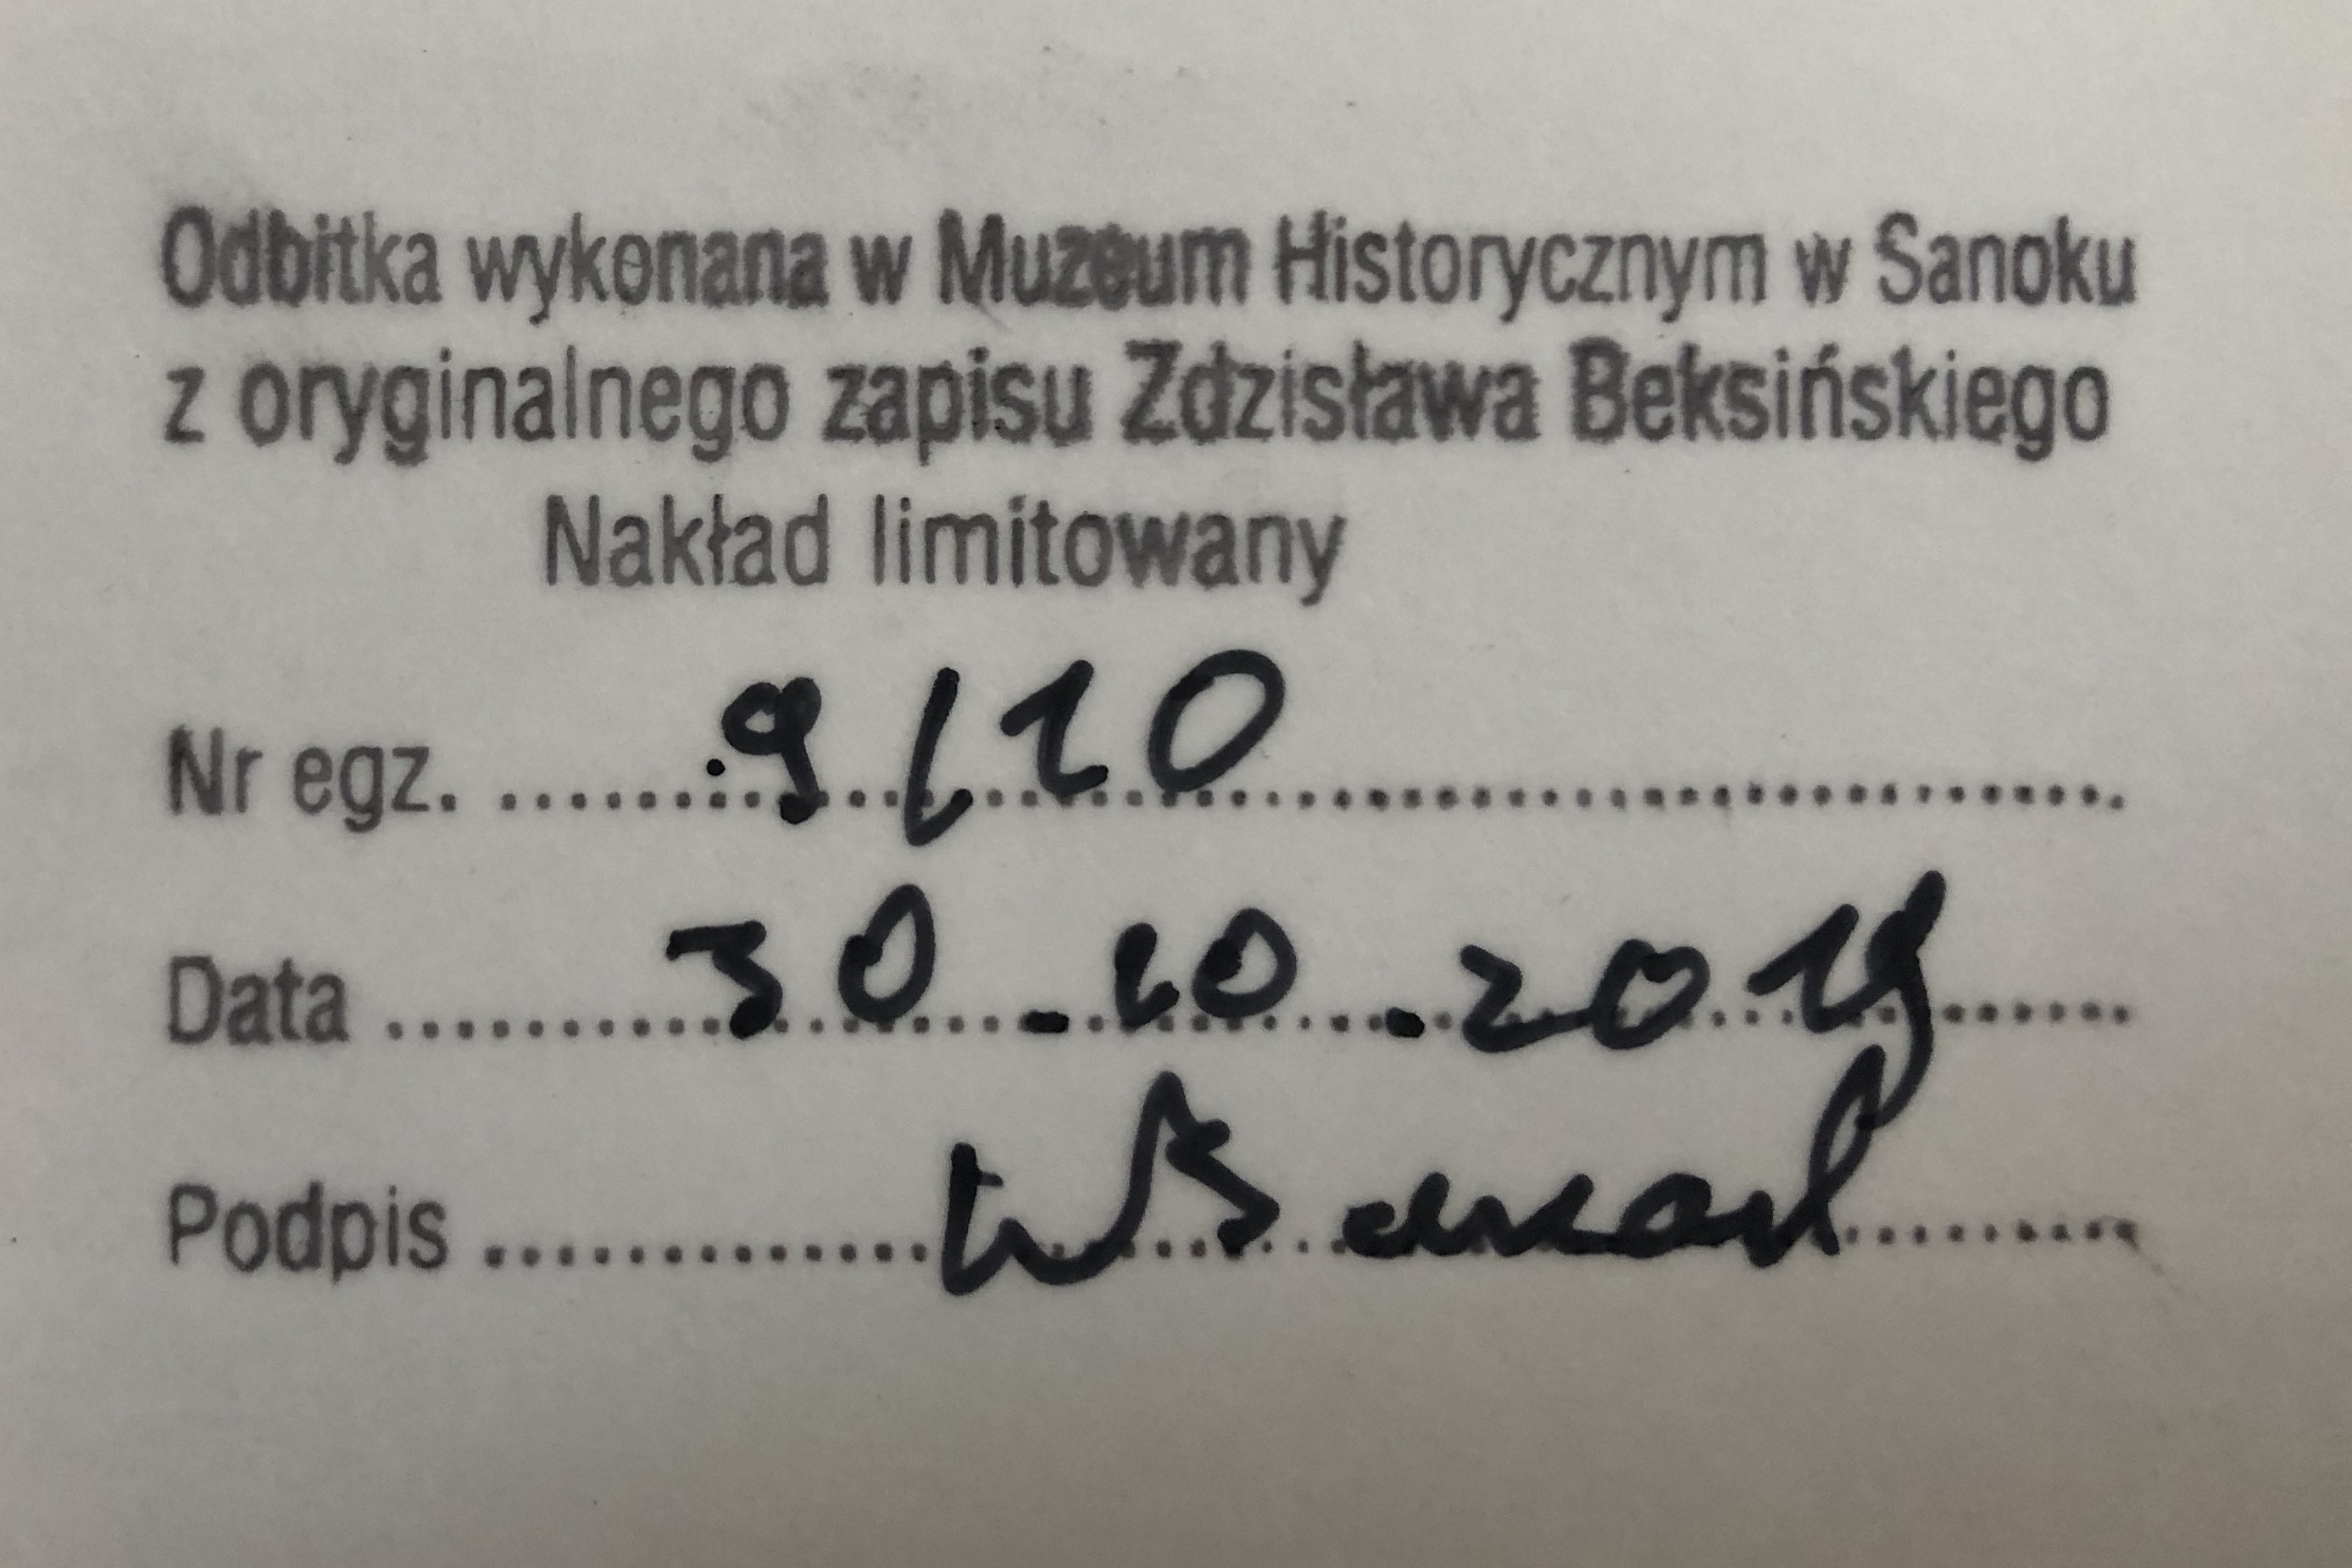 Odbitka wykonana w Muzeum Historycznym w Sanoku
z oryginalnego zapisu Zdzisława Beksińskiego
Nakład limitowany
Nr egz. 9/10
Data 30.10.2019
Podpis